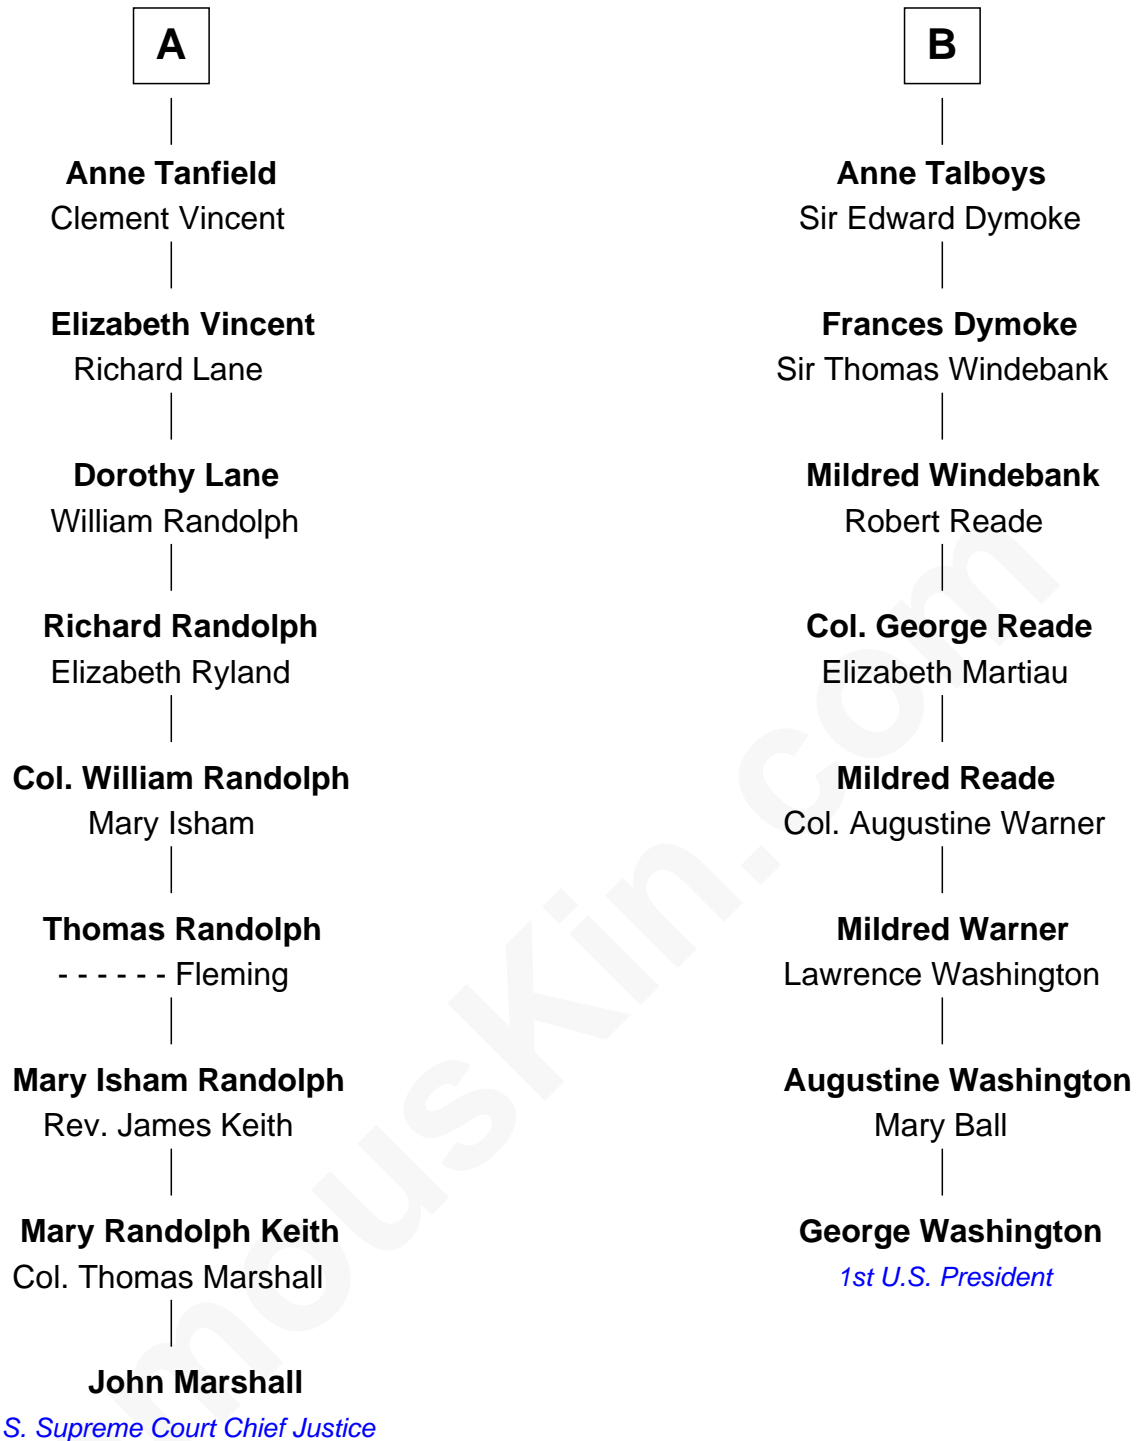 A
Anne Tanfield
Clement Vincent
Elizabeth Vincent
Richard Lane
Dorothy Lane
William Randolph
Richard Randolph
Elizabeth Ryland
Col. William Randolph
Mary Isham
Thomas Randolph
- - - - - - Fleming
Mary Isham Randolph
Rev. James Keith
Mary Randolph Keith
Col. Thomas Marshall
John Marshall
S. Supreme Court Chief Justice
B
Anne Talboys
Sir Edward Dymoke
Frances Dymoke
Sir Thomas Windebank
Mildred Windebank
Robert Reade
Col. George Reade
Elizabeth Martiau
Mildred Reade
Col. Augustine Warner
Mildred Warner
Lawrence Washington
Augustine Washington
Mary Ball
George Washington
1st U.S. President
mousKin.com